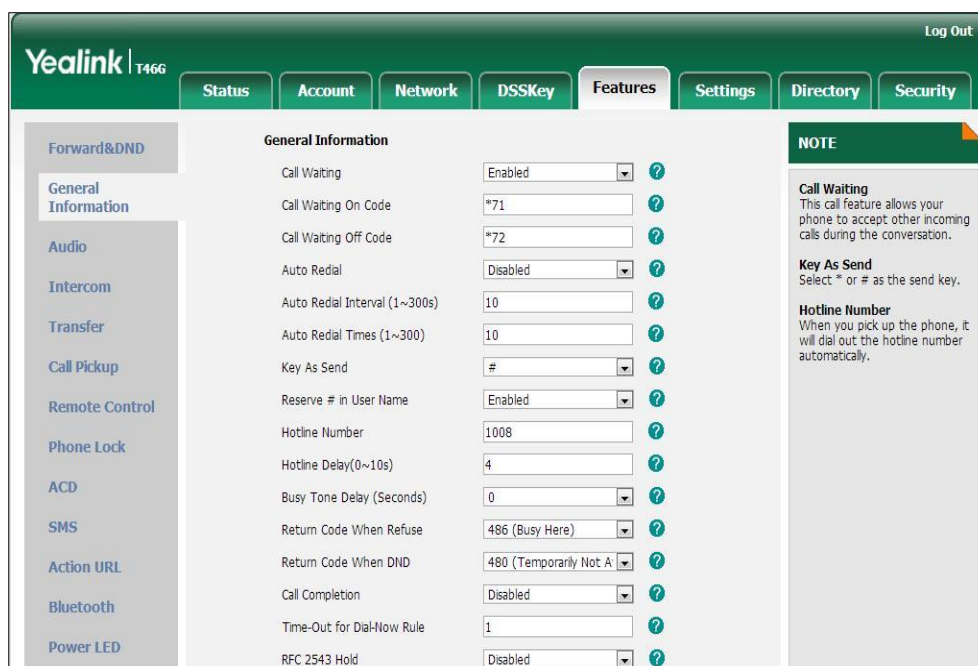 Log Out
Yealink T46G
Status Account Network DSSKey Features Settings Directory Security
Forward&DND
General
Information
Audio
Intercom
Transfer
Call Pickup
Remote Control
Phone Lock
ACD
SMS
Action URL
Bluetooth
Power LED
General Information
Call Waiting Enabled ?
Call Waiting On Code *71 ?
Call Waiting Off Code *72 ?
Auto Redial Disabled ?
Auto Redial Interval (1~300s) 10 ?
Auto Redial Times (1~300) 10 ?
Key As Send # ?
Reserve # in User Name Enabled ?
Hotline Number 1008 ?
Hotline Delay(0~10s) 4 ?
Busy Tone Delay (Seconds) 0 ?
Return Code When Refuse 486 (Busy Here) ?
Return Code When DND 480 (Temporarily Not A ?
Call Completion Disabled ?
Time-Out for Dial-Now Rule 1 ?
RFC 2543 Hold Disabled ?
NOTE
Call Waiting
This call feature allows your
phone to accept other incoming
calls during the conversation.
Key As Send
Select * or # as the send key.
Hotline Number
When you pick up the phone, it
will dial out the hotline number
automatically.